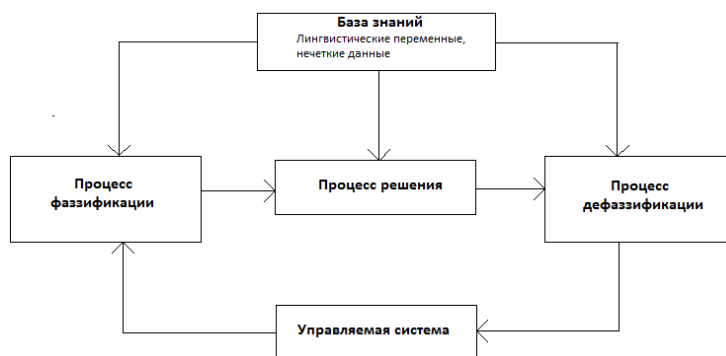 База знаний
Лингвистические переменные,
нечеткие данные
Процесс
фаззификации
Процесс решения
Процесс
дефаззификации
Управляемая система